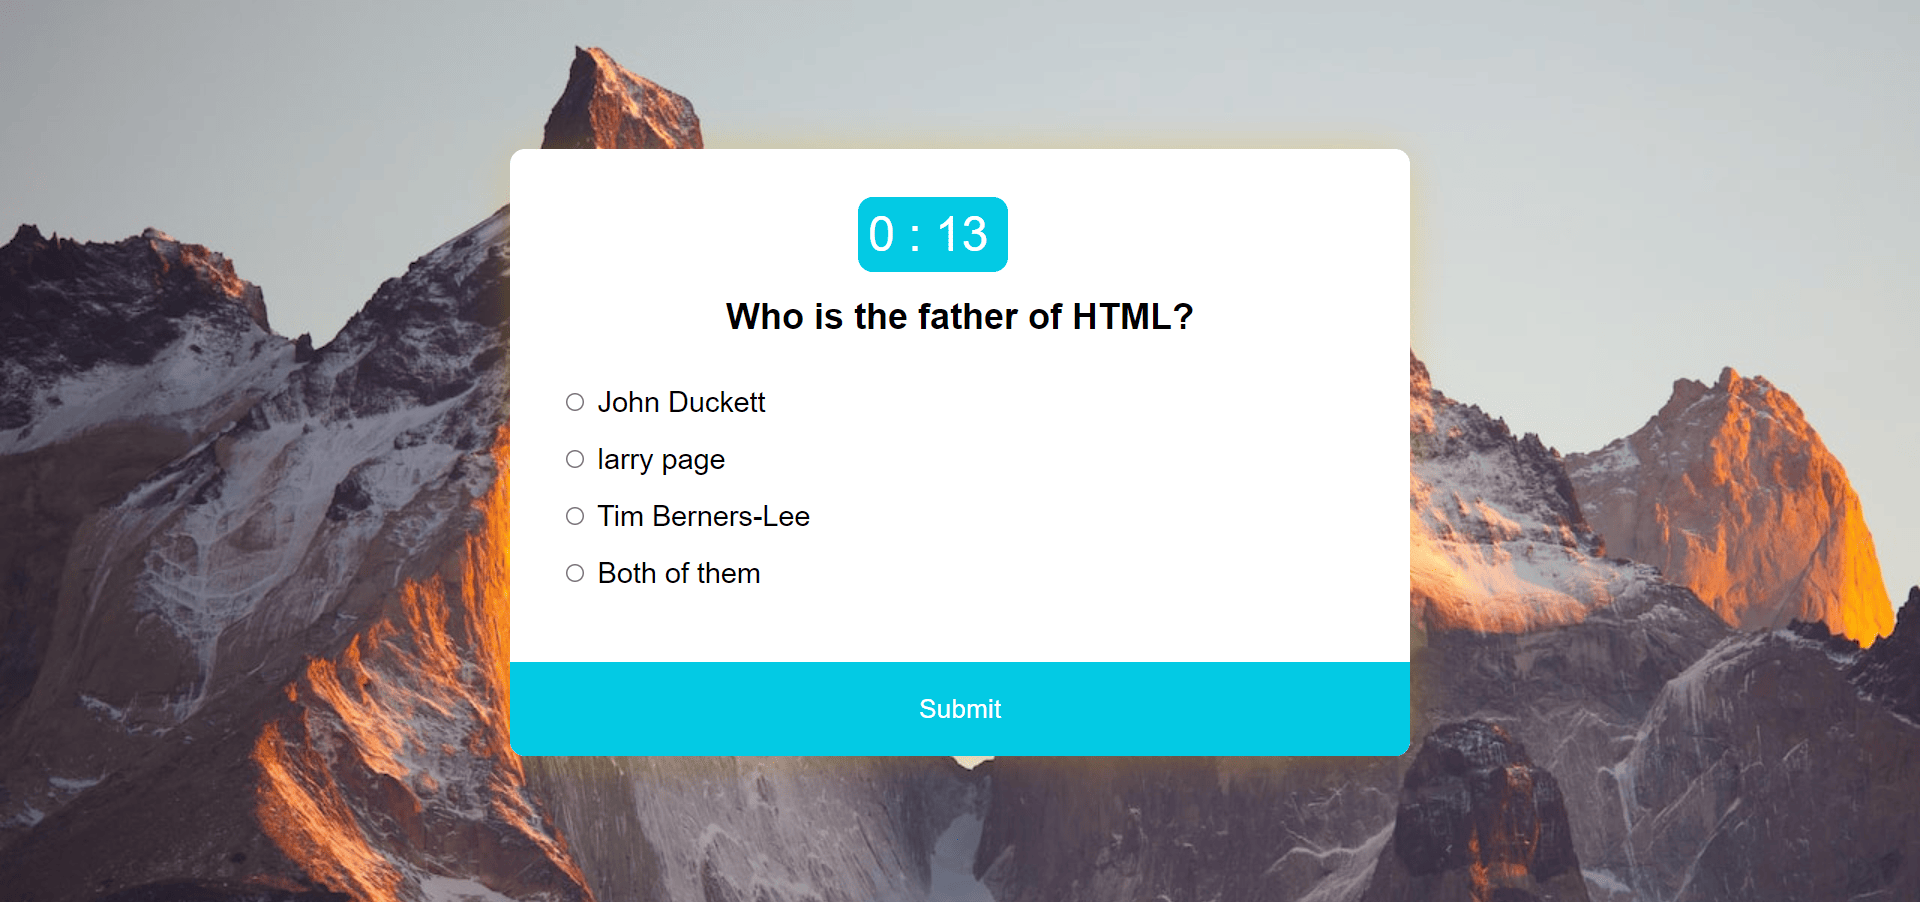 0 : 13
Who is the father of HTML?
John Duckett
larry page
Tim Berners-Lee
Both of them
Submit